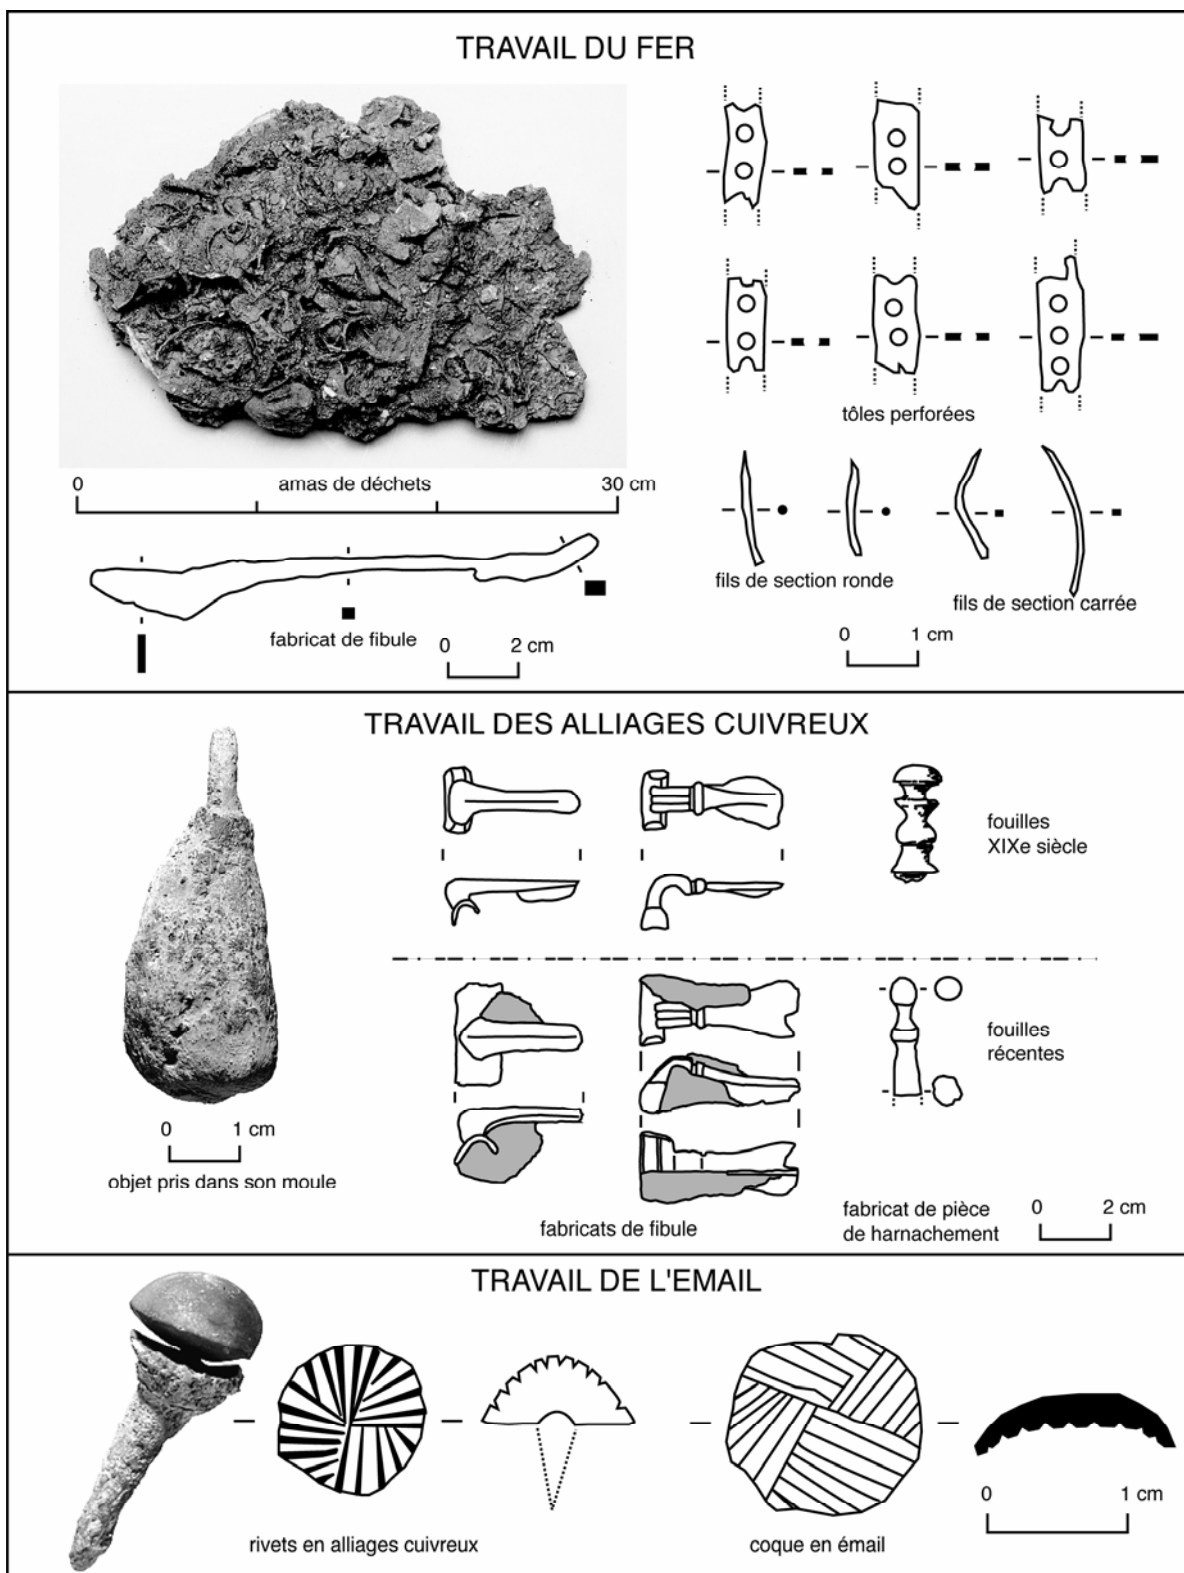 TRAVAIL DU FER
tôles perforées
0 amas de déchets 30 cm
fils de section ronde
fils de section carrée
fabricat de fibule
0 2 cm
0 1 cm
TRAVAIL DES ALLIAGES CUIVREUX
fouilles
XIXe siècle
fouilles
récentes
0 1 cm
objet pris dans son moule
fabricats de fibule
fabricat de pièce
de harnachement
0 2 cm
TRAVAIL DE L'EMAIL
0 1 cm
rivets en alliages cuivreux
coque en émail